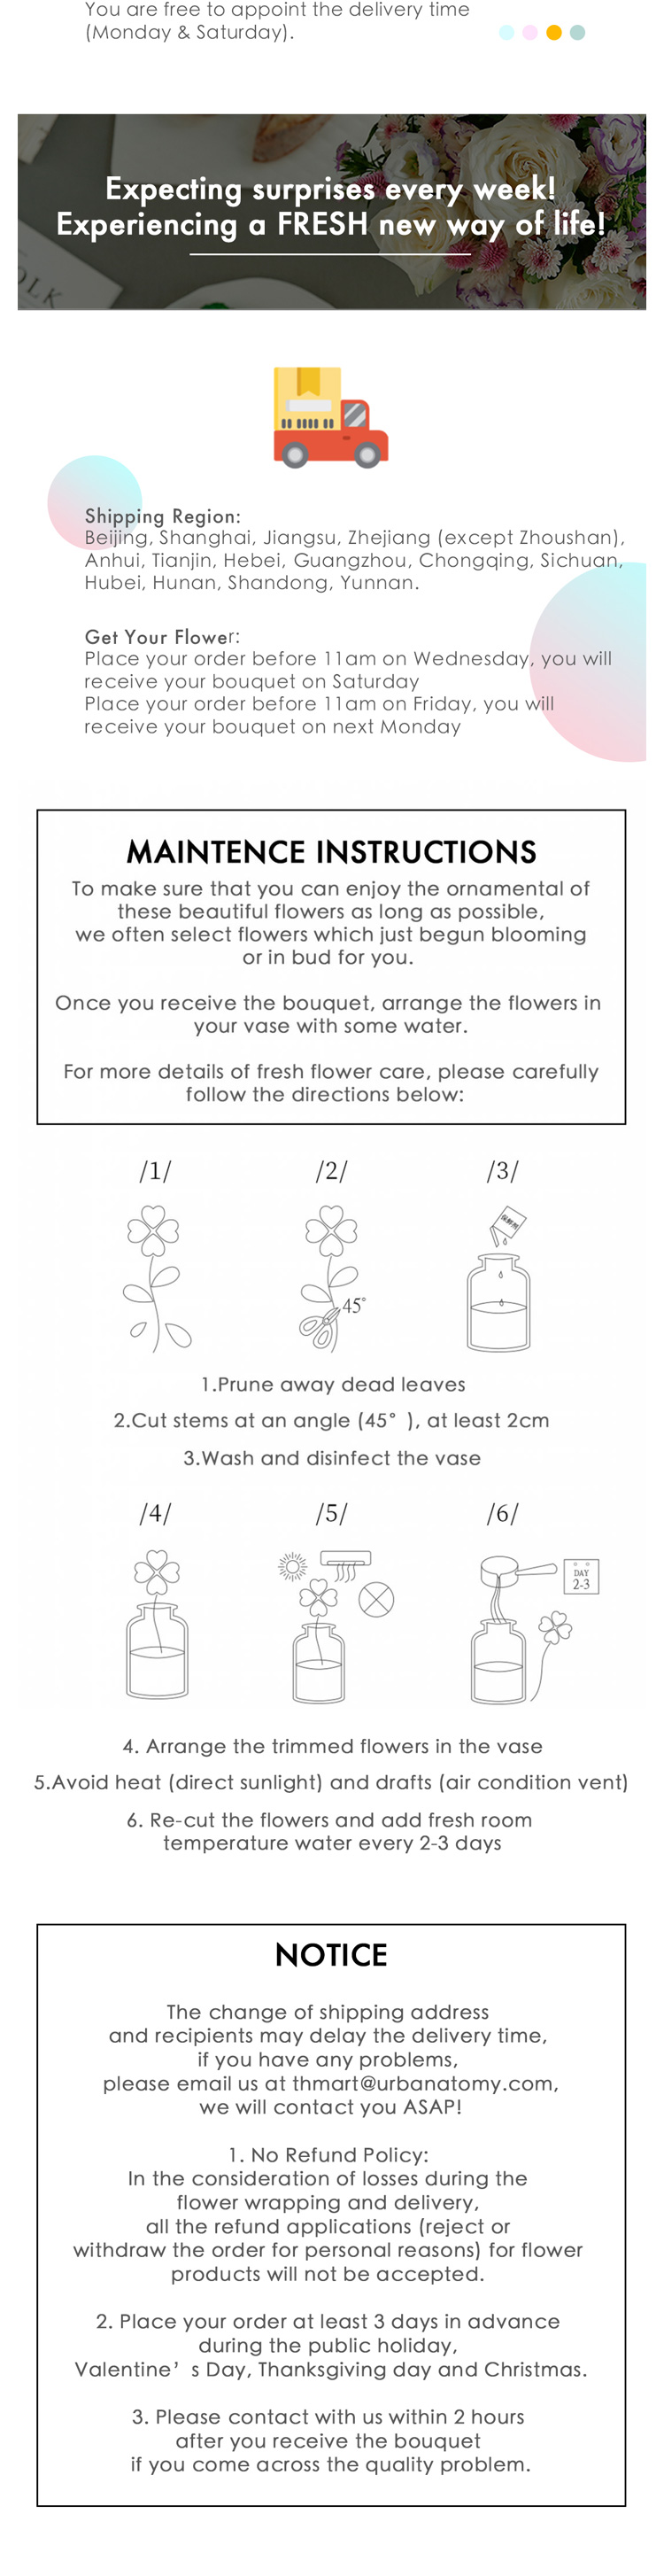 You are free to appoint the delivery time
(Monday & Saturday).
Expecting surprises every week!
Experiencing a FRESH new way of life!
OLK
Shipping Region:
Beijing, Shanghai, Jiangsu, Zhejiang (except Zhoushan),
Anhui, Tianjin, Hebei, Guangzhou, Chongqing, Sichuan,
Hubei, Hunan, Shandong, Yunnan.
Get Your Flower:
Place your order before 11am on Wednesday, you will
receive your bouquet on Saturday
Place your order before 11am on Friday, you will
receive your bouquet on next Monday
MAINTENCE INSTRUCTIONS
To make sure that you can enjoy the ornamental of
these beautiful flowers as long as possible,
we often select flowers which just begun blooming
or in bud for you.
Once you receive the bouquet, arrange the flowers in
your vase with some water.
For more details of fresh flower care, please carefully
follow the directions below:
/1/ /2/ /3/
保鲜剂
45°
1.Prune away dead leaves
2.Cut stems at an angle (45° ), at least 2cm
3.Wash and disinfect the vase
/4/ /5/ /6/
DAY
2-3
4. Arrange the trimmed flowers in the vase
5.Avoid heat (direct sunlight) and drafts (air condition vent)
6. Re-cut the flowers and add fresh room
temperature water every 2-3 days
NOTICE
The change of shipping address
and recipients may delay the delivery time,
if you have any problems,
please email us at thmart@urbanatomy.com,
we will contact you ASAP!
1. No Refund Policy:
In the consideration of losses during the
flower wrapping and delivery,
all the refund applications (reject or
withdraw the order for personal reasons) for flower
products will not be accepted.
2. Place your order at least 3 days in advance
during the public holiday,
Valentine’ s Day, Thanksgiving day and Christmas.
3. Please contact with us within 2 hours
after you receive the bouquet
if you come across the quality problem.